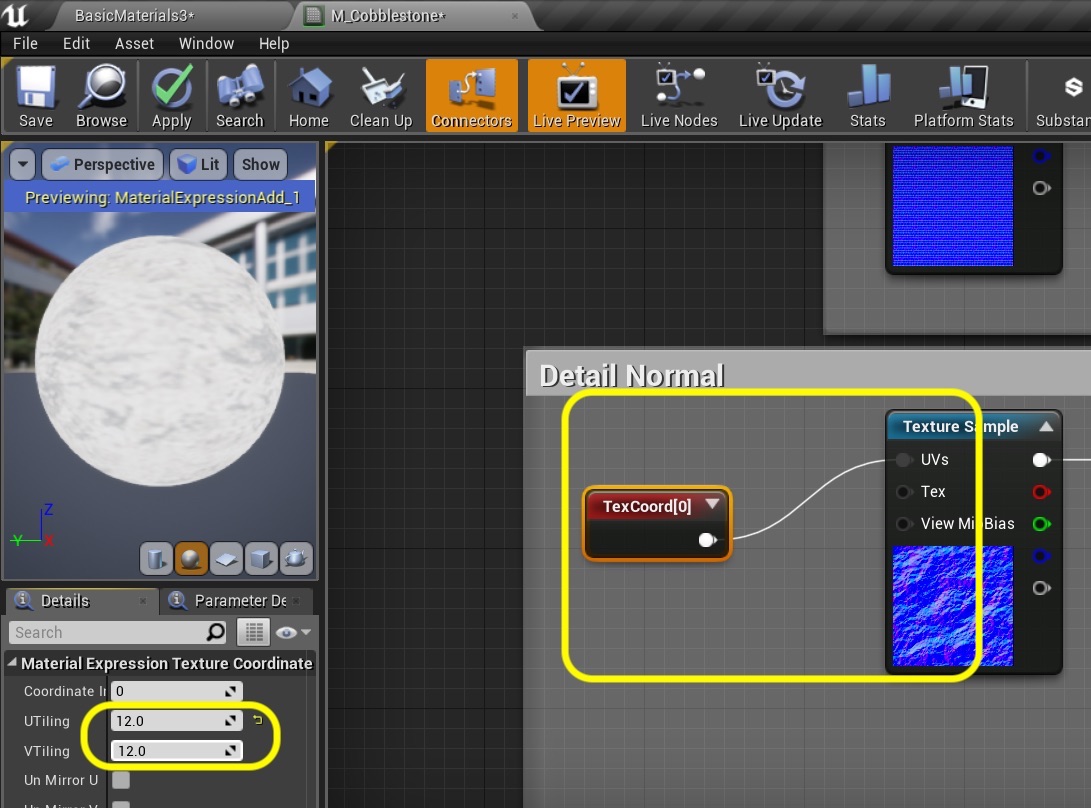 BasicMaterials3*
M_Cobblestone*
File Edit Asset Window Help
Save Browse Apply Search Home Clean Up Connectors Live Preview Live Nodes Live Update Stats Platform Stats Substan
Perspective Lit Show
Previewing: MaterialExpressionAdd_1
Detail Normal
Texture Sample
UVs
TexCoord[0]
Tex
View MipBias
Z
Y X
Details Parameter De
Search
Material Expression Texture Coordinate
Coordinate In 0
UTiling 12.0
VTiling 12.0
Un Mirror U
Un Mirror V